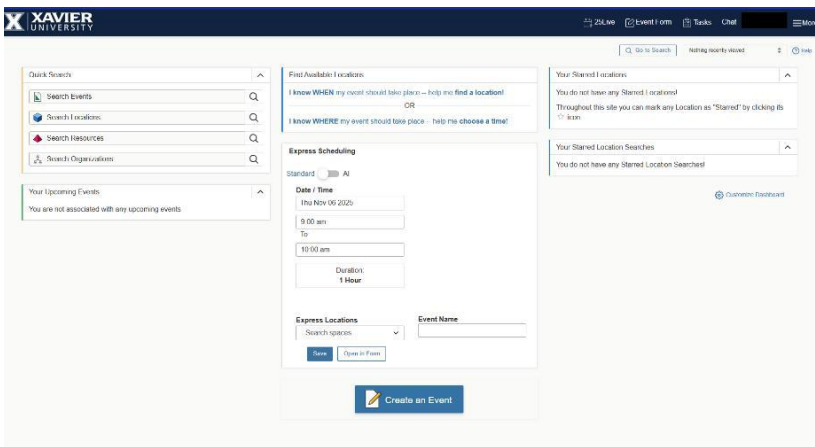 XAVIER
UNIVERSITY
25Live
Event Form
Tasks
Chat
More
Go to Search
Nothing recently viewed
Help
Quick Search
Search Events
Search Locations
Search Resources
Search Organizations
Your Upcoming Events
You are not associated with any upcoming events
Find Available Locations
I know WHEN my event should take place -- help me find a location!
OR
I know WHERE my event should take place - help me choose a time!
Express Scheduling
Standard AI
Date / Time
Thu Nov 06 2025
9:00 am
To
10:00 am
Duration:
1 Hour
Express Locations
Search spaces
Event Name
Save
Open in Form
Create an Event
Your Starred Locations
You do not have any Starred Locations!
Throughout this site you can mark any Location as "Starred" by clicking its
icon
Your Starred Location Searches
You do not have any Starred Location Searches!
Customize Dashboard